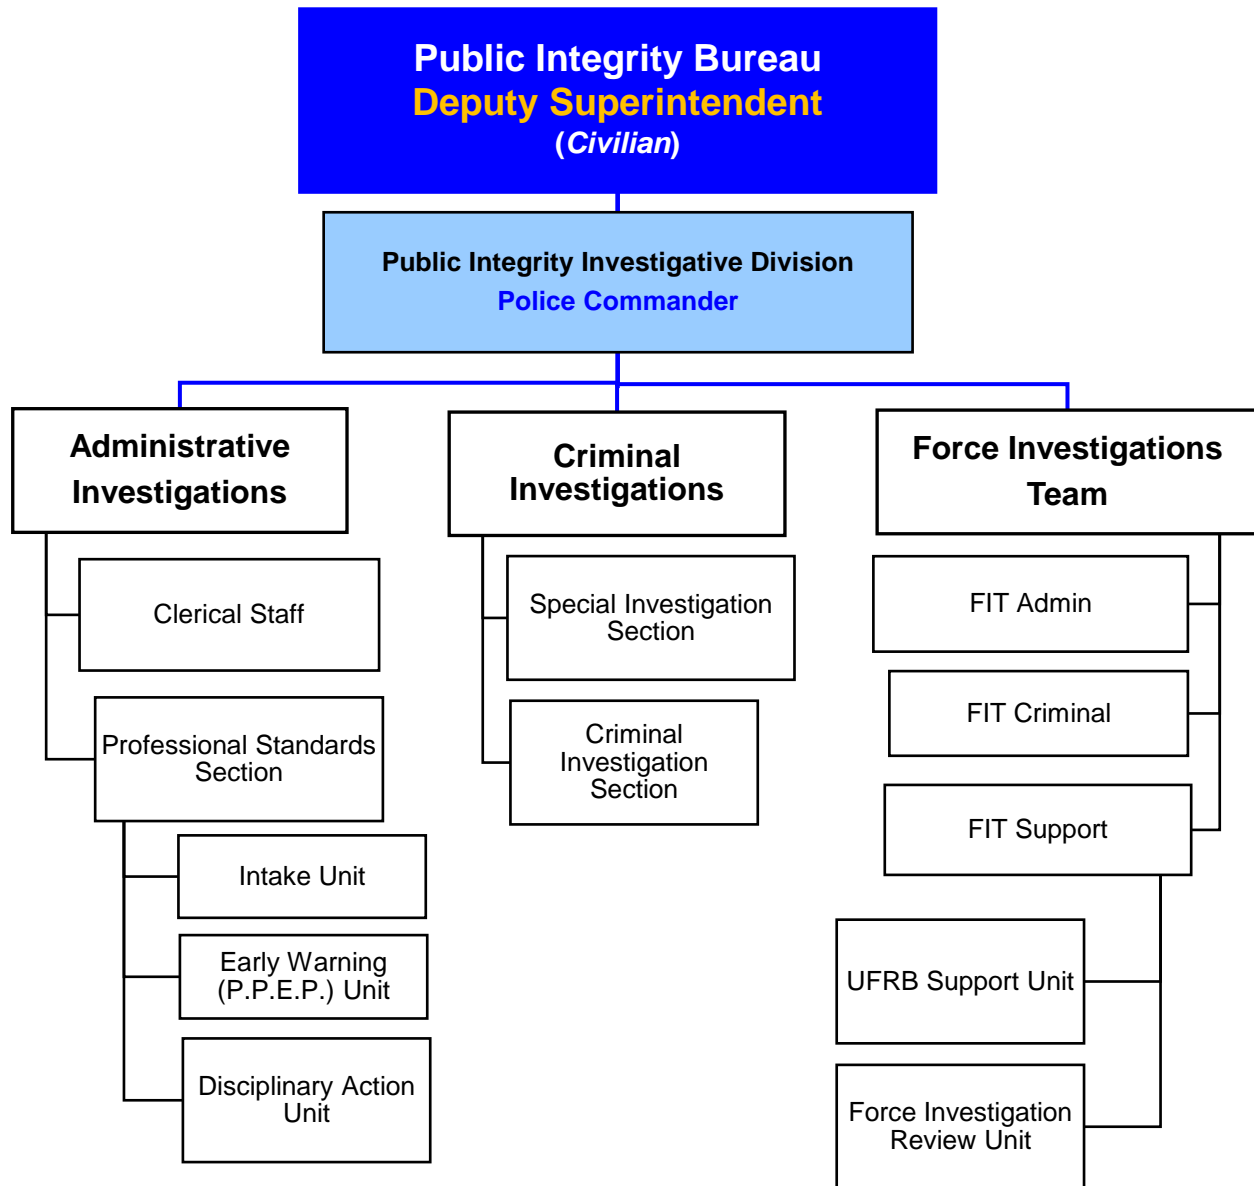 Public Integrity Bureau
Deputy Superintendent
(Civilian)
Public Integrity Investigative Division
Police Commander
Administrative
Investigations
Clerical Staff
Professional Standards
Section
Intake Unit
Early Warning
(P.P.E.P.) Unit
Disciplinary Action
Unit
Criminal
Investigations
Special Investigation
Section
Criminal
Investigation
Section
Force Investigations
Team
FIT Admin
FIT Criminal
FIT Support
UFRB Support Unit
Force Investigation
Review Unit